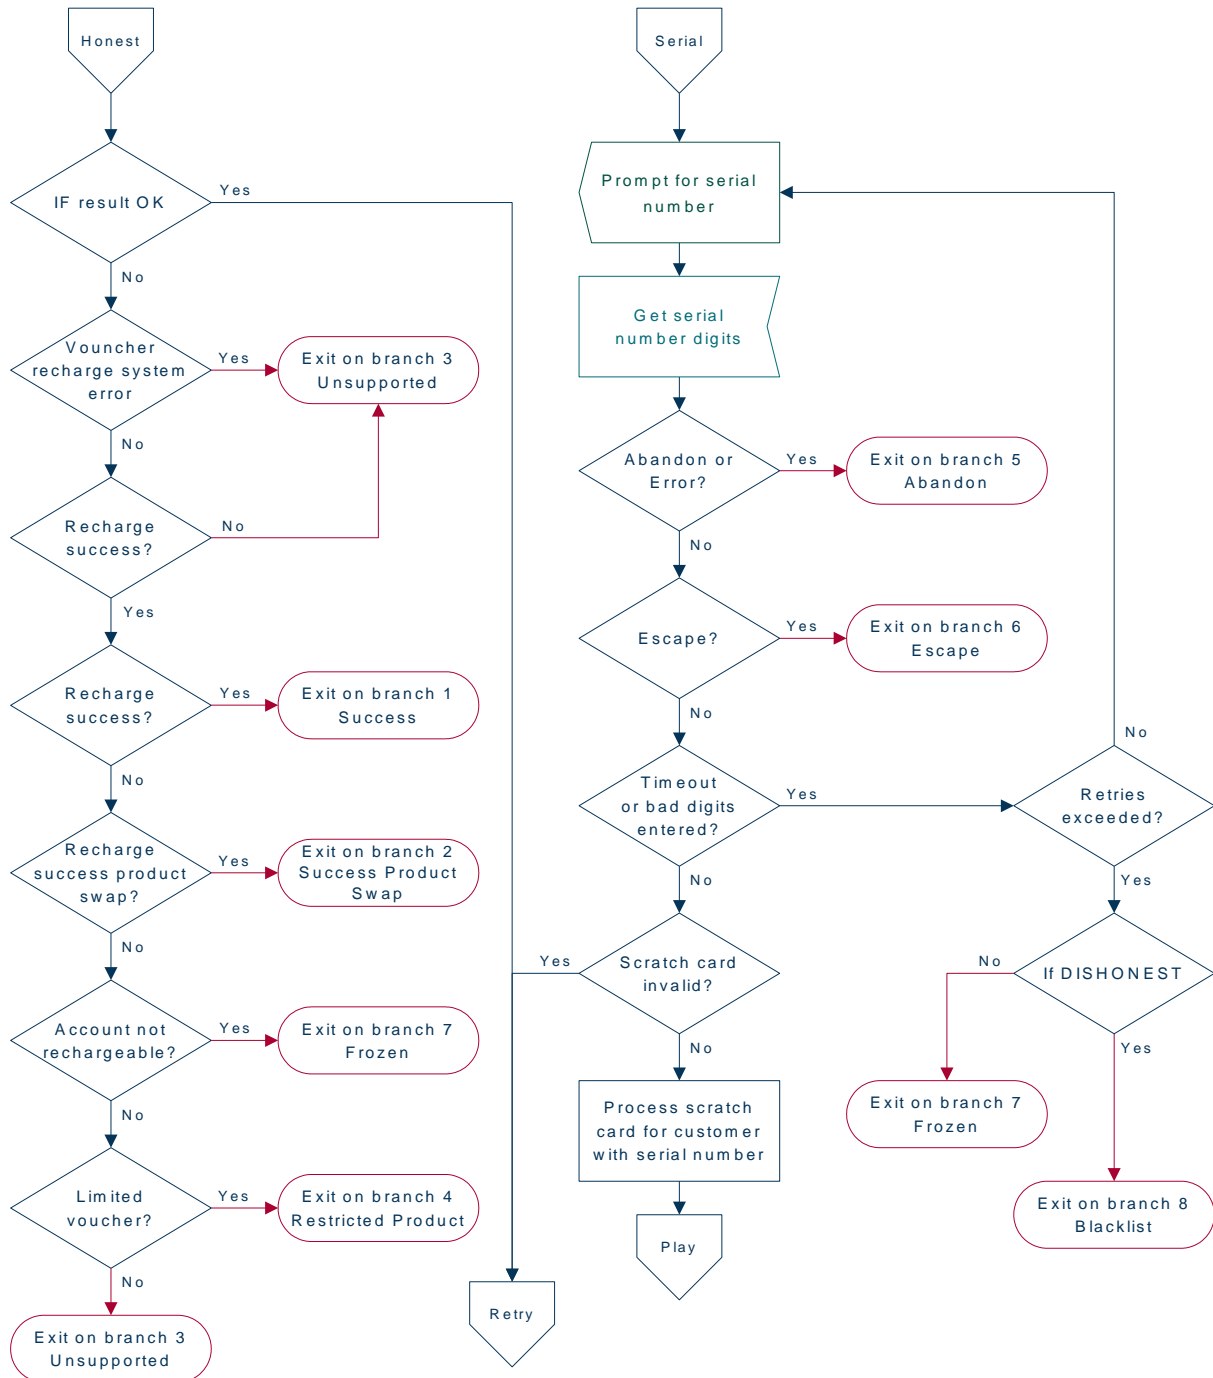 Honest
IF result OK
Yes
No
Vouncher
recharge system
error
Yes
Exit on branch 3
Unsupported
No
Recharge
success?
No
Yes
Recharge
success?
Yes
Exit on branch 1
Success
No
Recharge
success product
swap?
Yes
Exit on branch 2
Success Product
Swap
No
Account not
rechargeable?
Yes
Exit on branch 7
Frozen
No
Limited
voucher?
Yes
Exit on branch 4
Restricted Product
No
Exit on branch 3
Unsupported
Retry
Serial
Prompt for serial
number
Get serial
number digits
Abandon or
Error?
Yes
Exit on branch 5
Abandon
No
Escape?
Yes
Exit on branch 6
Escape
No
Timeout
or bad digits
entered?
Yes
No
Scratch card
invalid?
Yes
No
Process scratch
card for customer
with serial number
Play
No
Retries
exceeded?
Yes
If DISHONEST
No
Yes
Exit on branch 7
Frozen
Exit on branch 8
Blacklist